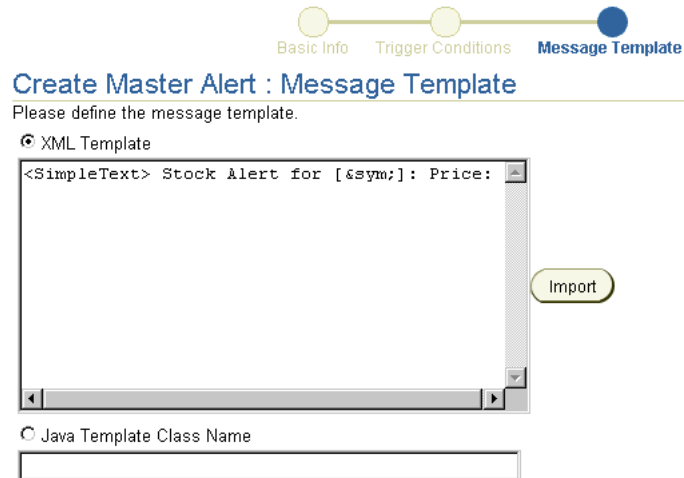 Basic Info Trigger Conditions Message Template
Create Master Alert : Message Template
Please define the message template.
XML Template
<SimpleText> Stock Alert for [&sym;]: Price:
Import
Java Template Class Name